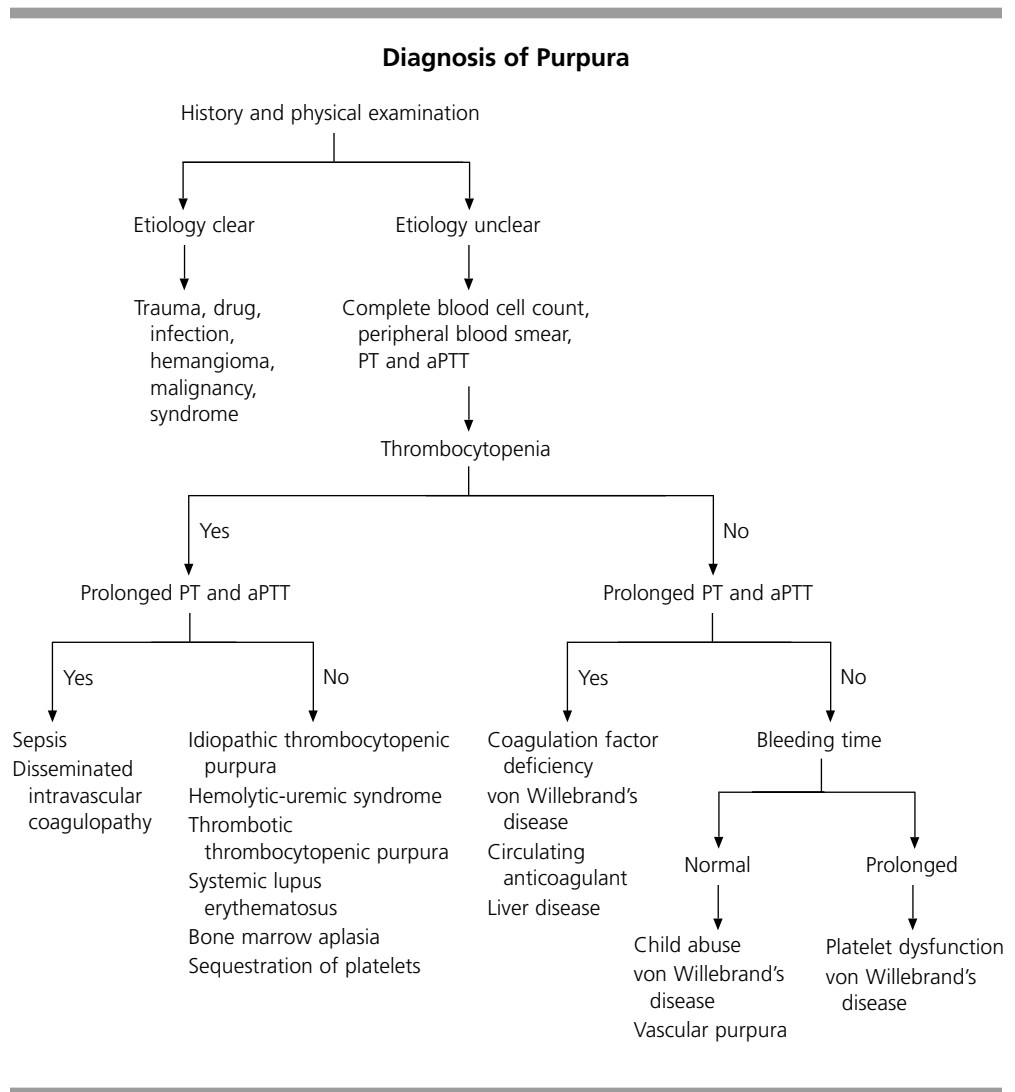 Diagnosis of Purpura
History and physical examination
Etiology clear
Etiology unclear
Trauma, drug,
infection,
hemangioma,
malignancy,
syndrome
Complete blood cell count,
peripheral blood smear,
PT and aPTT
Thrombocytopenia
Yes
No
Prolonged PT and aPTT
Prolonged PT and aPTT
Yes
No
Yes
No
Sepsis
Disseminated
intravascular
coagulopathy
Idiopathic thrombocytopenic
purpura
Hemolytic-uremic syndrome
Thrombotic
thrombocytopenic purpura
Systemic lupus
erythematosus
Bone marrow aplasia
Sequestration of platelets
Coagulation factor
deficiency
von Willebrand's
disease
Circulating
anticoagulant
Liver disease
Bleeding time
Normal
Prolonged
Child abuse
von Willebrand's
disease
Vascular purpura
Platelet dysfunction
von Willebrand's
disease